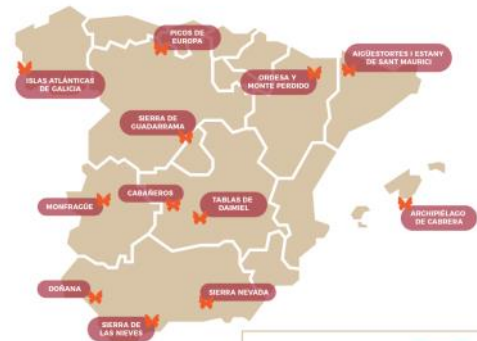 PICOS DE
EUROPA
AIGÜESTORTES I ESTANY
DE SANT MAURICI
ISLAS ATLÁNTICAS
DE GALICIA
ORDESA Y
MONTE PERDIDO
SIERRA DE
GUADARRAMA
CABAÑEROS
TABLAS DE
DAIMIEL
MONFRAGÜE
ARCHIPIÉLAGO
DE CABRERA
DOÑANA
SIERRA NEVADA
SIERRA DE
LAS NIEVES